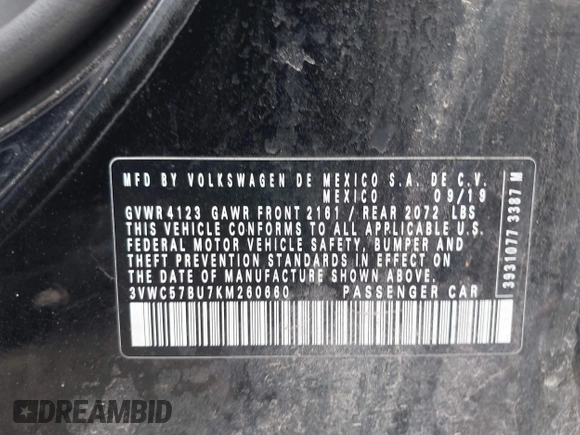 MFD BY VOLKSWAGEN DE MEXICO S.A. DE C.V.
MEXICO 09/19
GVWR 4123 GAWR FRONT 2161 / REAR 2072 LBS
THIS VEHICLE CONFORMS TO ALL APPLICABLE U.S.
FEDERAL MOTOR VEHICLE SAFETY, BUMPER AND
THEFT PREVENTION STANDARDS IN EFFECT ON
THE DATE OF MANUFACTURE SHOWN ABOVE.
3VWC57BU7KM260660 PASSENGER CAR
3931077 3387 M
DREAMBID